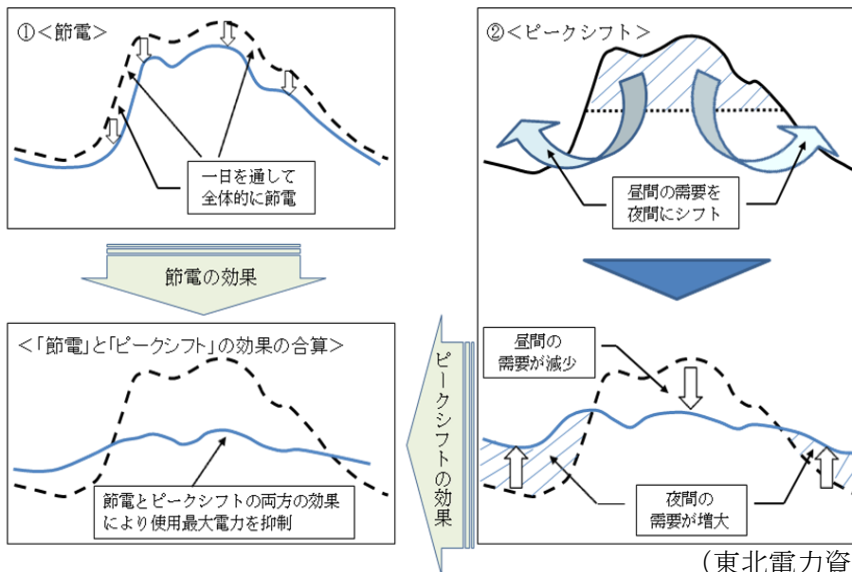 ①<節電>
一日を通して
全体的に節電
節電の効果
<「節電」と「ピークシフト」の効果の合算>
節電とピークシフトの両方の効果
により使用最大電力を抑制
②<ピークシフト>
昼間の需要を
夜間にシフト
昼間の
需要が減少
夜間の
需要が増大
ピークシフトの効果
(東北電力資